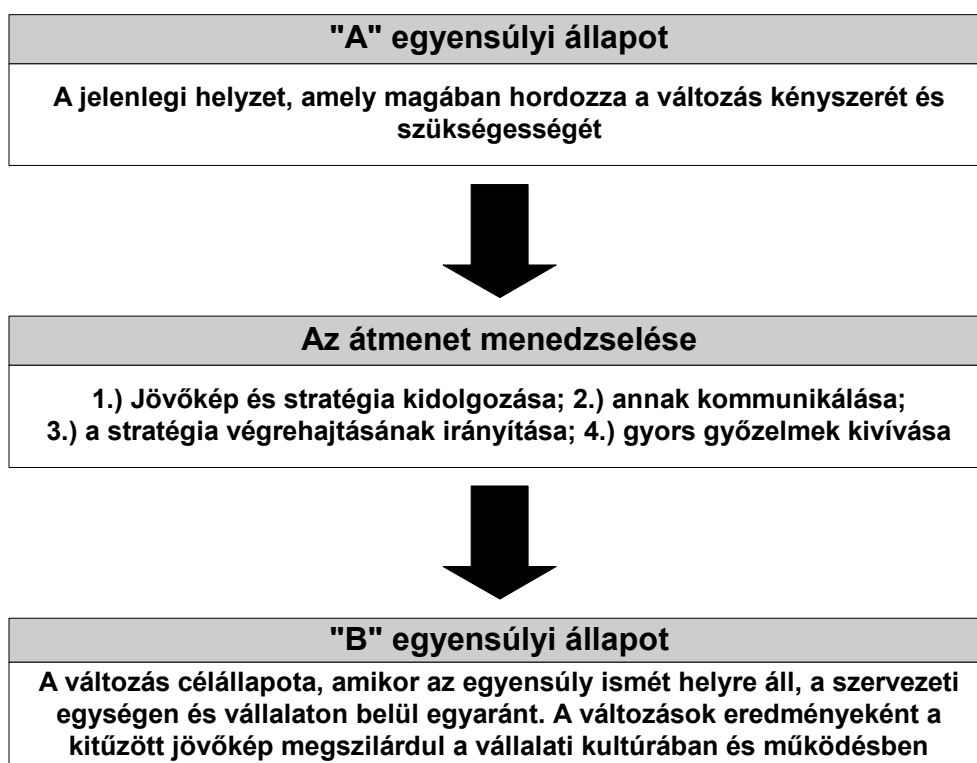 "A" egyensúlyi állapot
A jelenlegi helyzet, amely magában hordozza a változás kényszerét és
szükségességét
Az átmenet menedzselése
1.) Jövőkép és stratégia kidolgozása; 2.) annak kommunikálása;
3.) a stratégia végrehajtásának irányítása; 4.) gyors győzelmek kivívása
"B" egyensúlyi állapot
A változás célállapota, amikor az egyensúly ismét helyre áll, a szervezeti
egységen és vállalaton belül egyaránt. A változások eredményeként a
kitűzött jövőkép megszilárdul a vállalati kultúrában és működésben